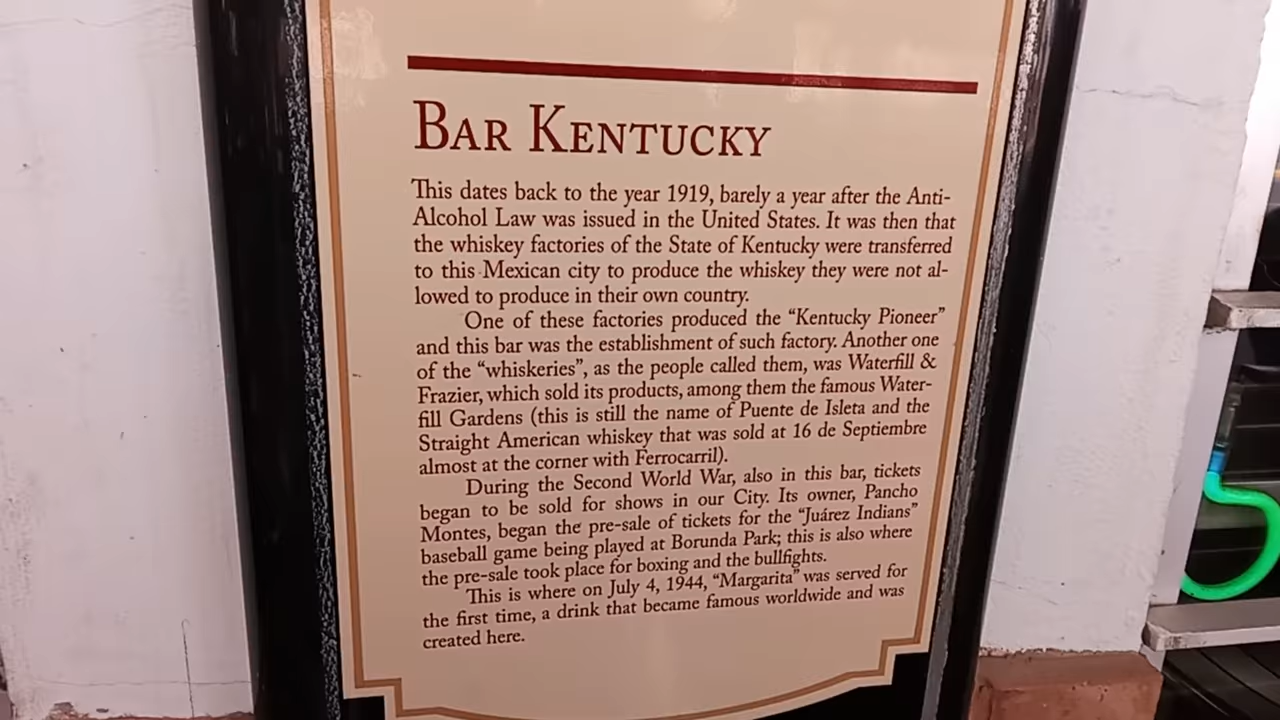 BAR KENTUCKY
This dates back to the year 1919, barely a year after the Anti-
Alcohol Law was issued in the United States. It was then that
the whiskey factories of the State of Kentucky were transferred
to this Mexican city to produce the whiskey they were not al-
lowed to produce in their own country.
One of these factories produced the “Kentucky Pioneer”
and this bar was the establishment of such factory. Another one
of the “whiskeries”, as the people called them, was Waterfill &
Frazier, which sold its products, among them the famous Water-
fill Gardens (this is still the name of Puente de Isleta and the
Straight American whiskey that was sold at 16 de Septiembre
almost at the corner with Ferrocarril).
During the Second World War, also in this bar, tickets
began to be sold for shows in our City. Its owner, Pancho
Montes, began the pre-sale of tickets for the “Juárez Indians”
baseball game being played at Borunda Park; this is also where
the pre-sale took place for boxing and the bullfights.
This is where on July 4, 1944, “Margarita” was served for
the first time, a drink that became famous worldwide and was
created here.